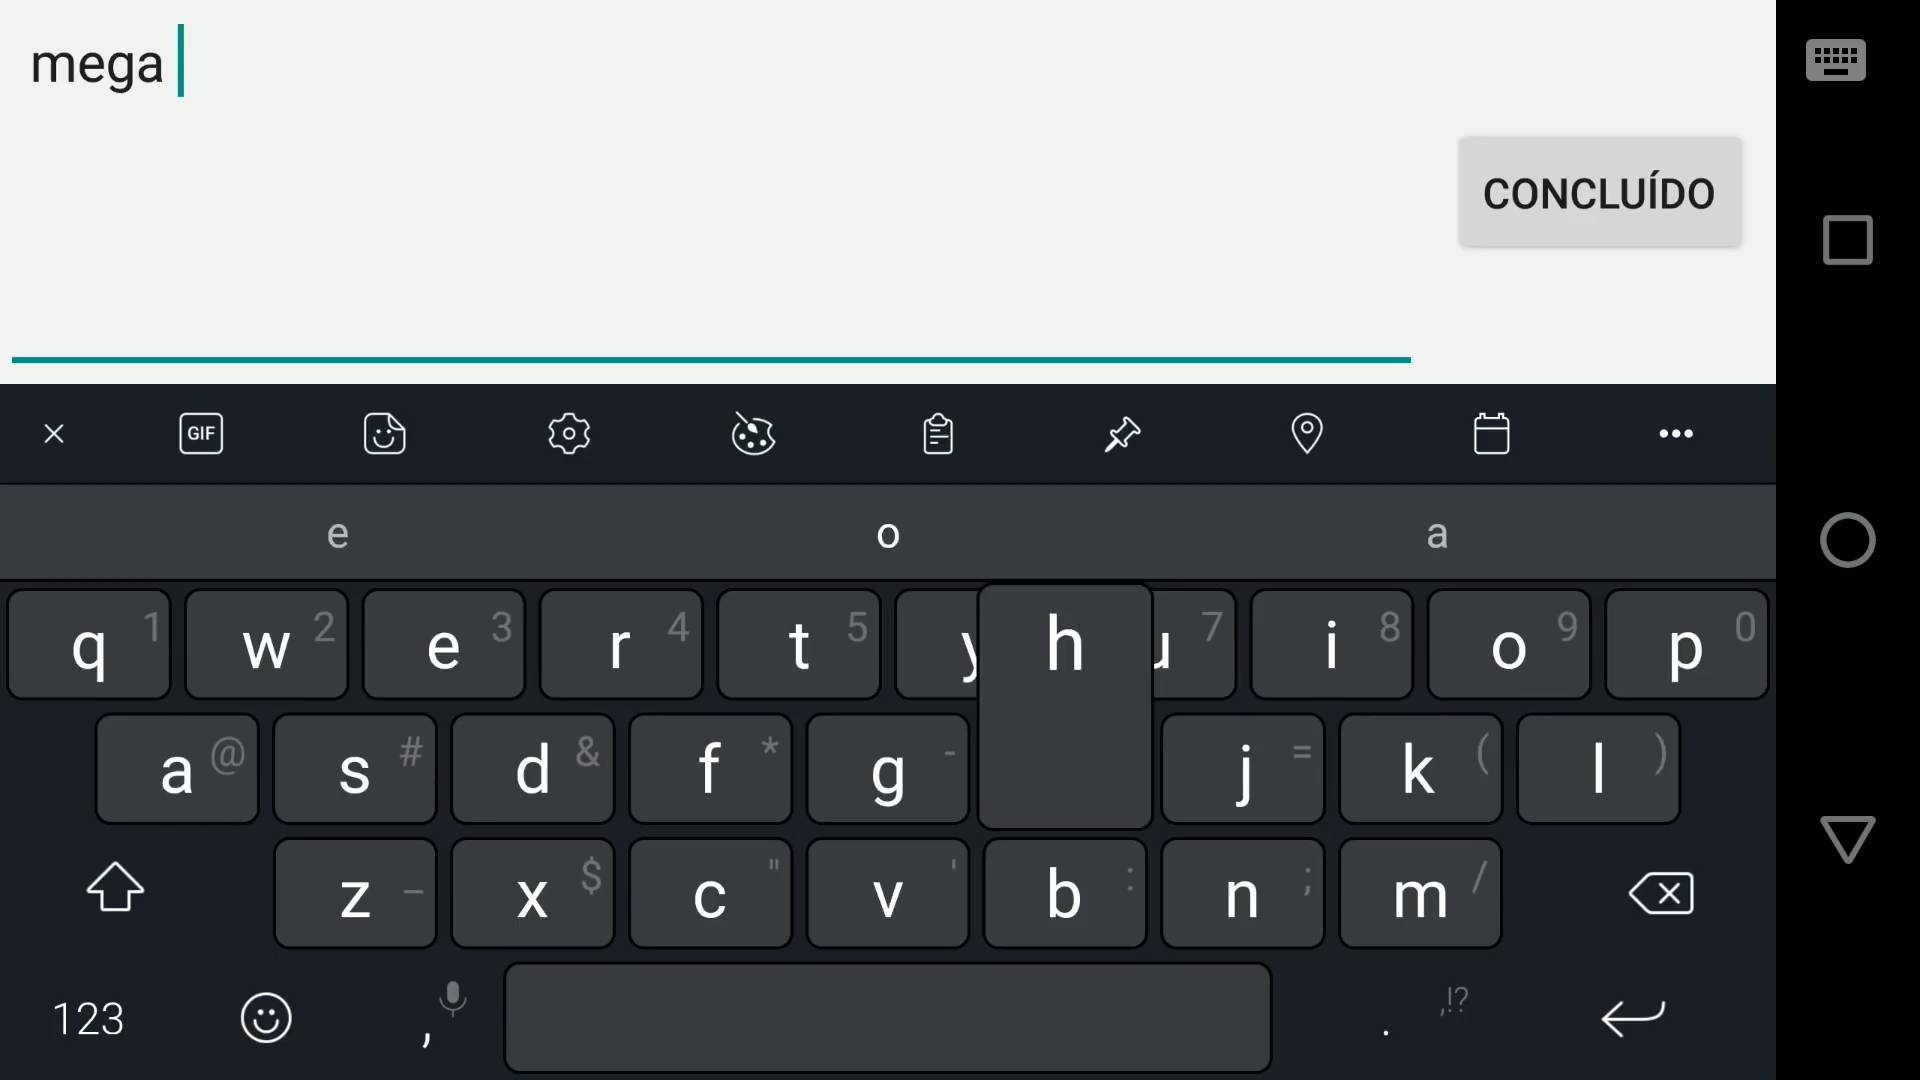 mega
CONCLUÍDO
GIF
e o a
q 1 w 2 e 3 r 4 t 5 y h u 7 i 8 o 9 p 0
a @ s # d & f * g - j = k ( l )
z _ x $ c " v ' b : n ; m /
123 , . ,!?